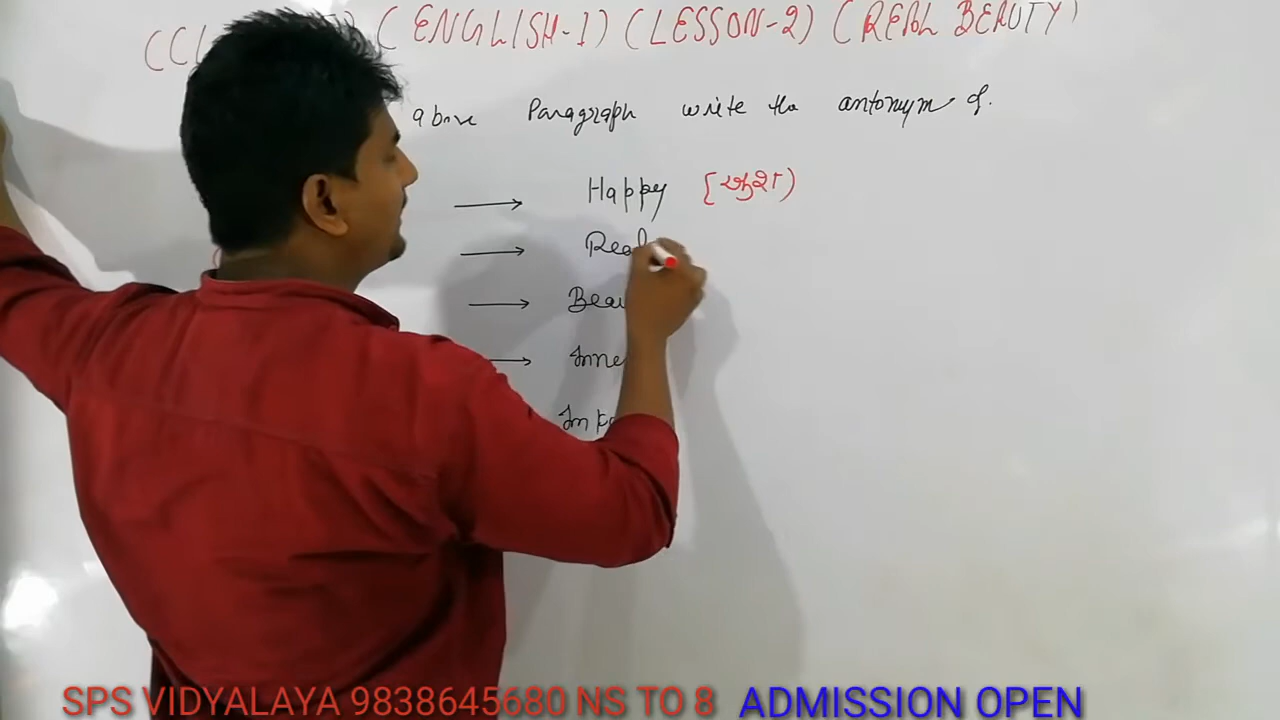 (ENGLISH-1) (LESSON-2) (REAL BEAUTY)
above Paragraph write the antonym of.
→ Happy [खुश)
→ Real
→
→
SPS VIDYALAYA 9838645680 NS TO 8 ADMISSION OPEN